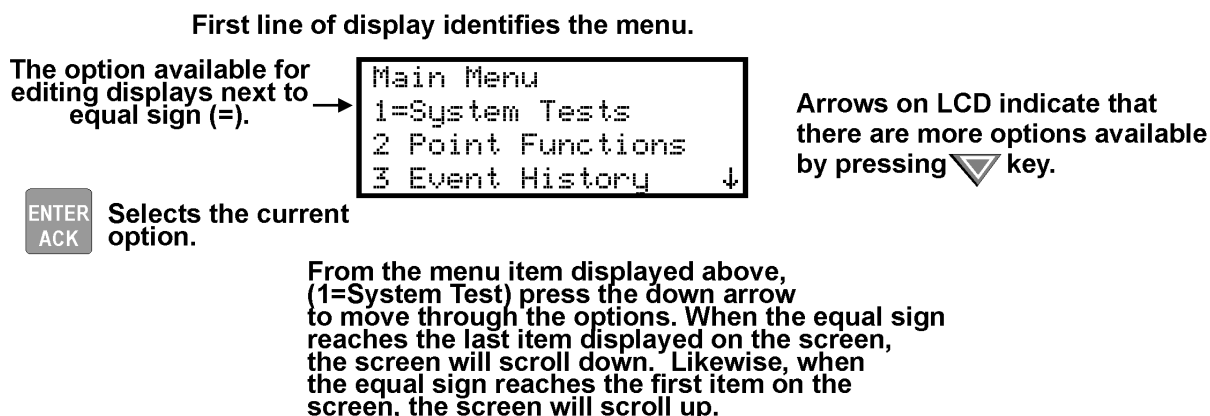 First line of display identifies the menu.
The option available for
editing displays next to
equal sign (=).
Main Menu
1=System Tests
2 Point Functions
3 Event History ↓
Arrows on LCD indicate that
there are more options available
by pressing key.
ENTER
ACK
Selects the current
option.
From the menu item displayed above,
(1=System Test) press the down arrow
to move through the options. When the equal sign
reaches the last item displayed on the screen,
the screen will scroll down. Likewise, when
the equal sign reaches the first item on the
screen, the screen will scroll up.